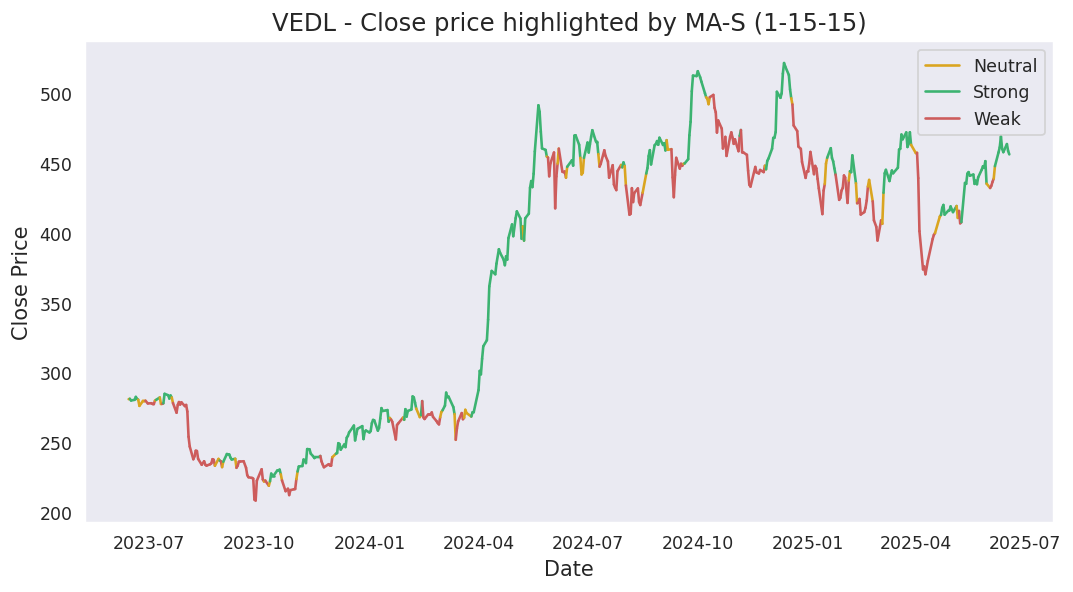 VEDL - Close price highlighted by MA-S (1-15-15)
Neutral
Strong
Weak
Close Price
500
450
400
350
300
250
200
2023-07 2023-10 2024-01 2024-04 2024-07 2024-10 2025-01 2025-04 2025-07
Date